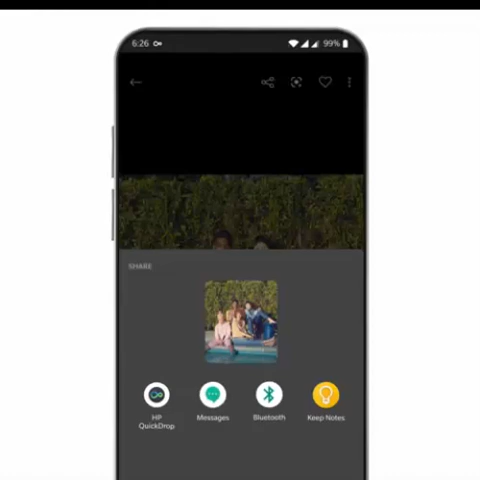 6:26
99%
SHARE
HP QuickDrop
Messages
Bluetooth
Keep Notes